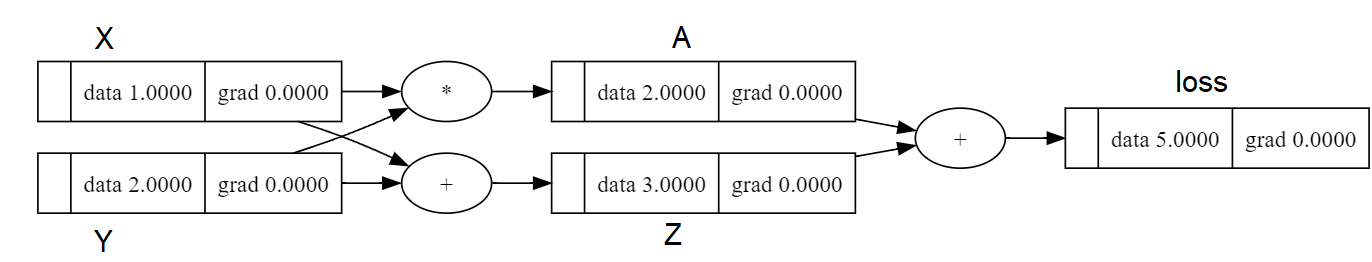 X
A
data 1.0000 grad 0.0000
*
data 2.0000 grad 0.0000
loss
+
data 5.0000 grad 0.0000
data 2.0000 grad 0.0000
+
data 3.0000 grad 0.0000
Y
Z